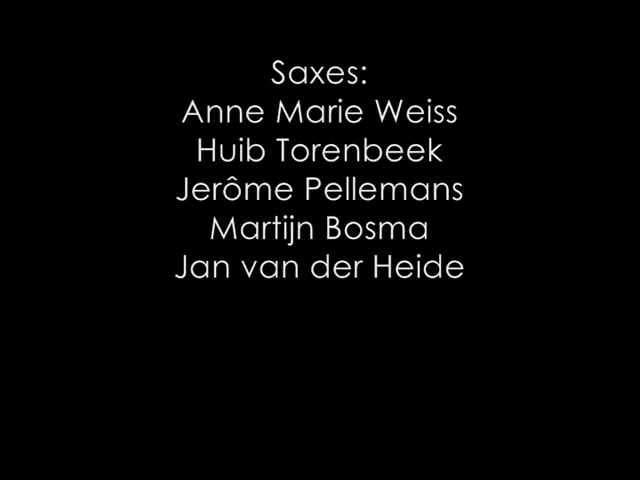 Saxes:
Anne Marie Weiss
Huib Torenbeek
Jerôme Pellemans
Martijn Bosma
Jan van der Heide